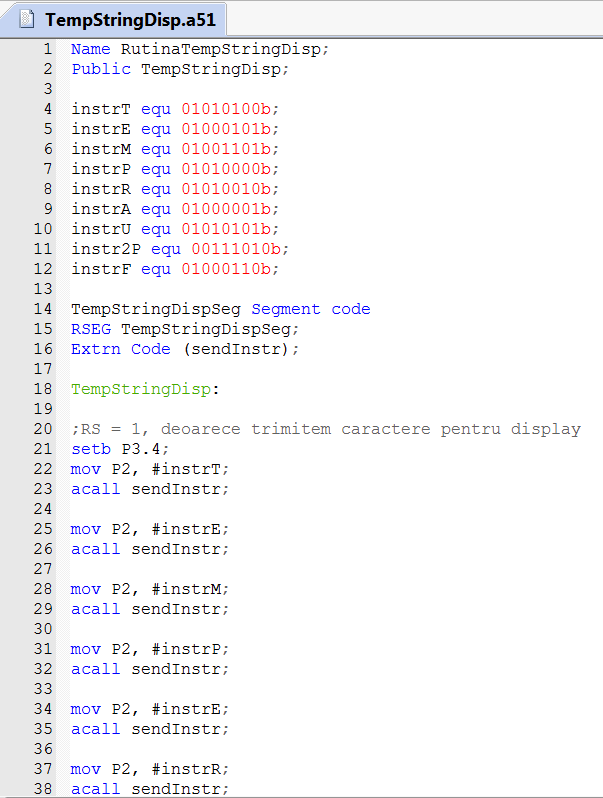 TempStringDisp.a51
1 Name RutinaTempStringDisp;
2 Public TempStringDisp;
3
4 instrT equ 01010100b;
5 instrE equ 01000101b;
6 instrM equ 01001101b;
7 instrP equ 01010000b;
8 instrR equ 01010010b;
9 instrA equ 01000001b;
10 instrU equ 01010101b;
11 instr2P equ 00111010b;
12 instrF equ 01000110b;
13
14 TempStringDispSeg Segment code
15 RSEG TempStringDispSeg;
16 Extrn Code (sendInstr);
17
18 TempStringDisp:
19
20 ;RS = 1, deoarece trimitem caractere pentru display
21 setb P3.4;
22 mov P2, #instrT;
23 acall sendInstr;
24
25 mov P2, #instrE;
26 acall sendInstr;
27
28 mov P2, #instrM;
29 acall sendInstr;
30
31 mov P2, #instrP;
32 acall sendInstr;
33
34 mov P2, #instrE;
35 acall sendInstr;
36
37 mov P2, #instrR;
38 acall sendInstr;